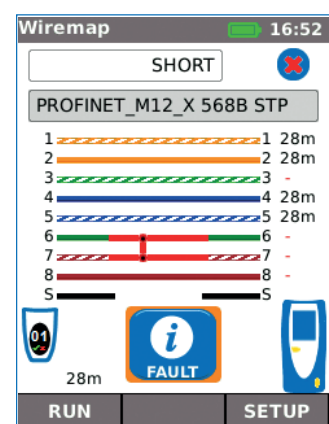 Wiremap 16:52
SHORT
PROFINET_M12_X 568B STP
1 1 28m
2 2 28m
3 3 -
4 4 28m
5 5 28m
6 6 -
7 7 -
8 8 -
S S
01
i
FAULT
28m
RUN SETUP